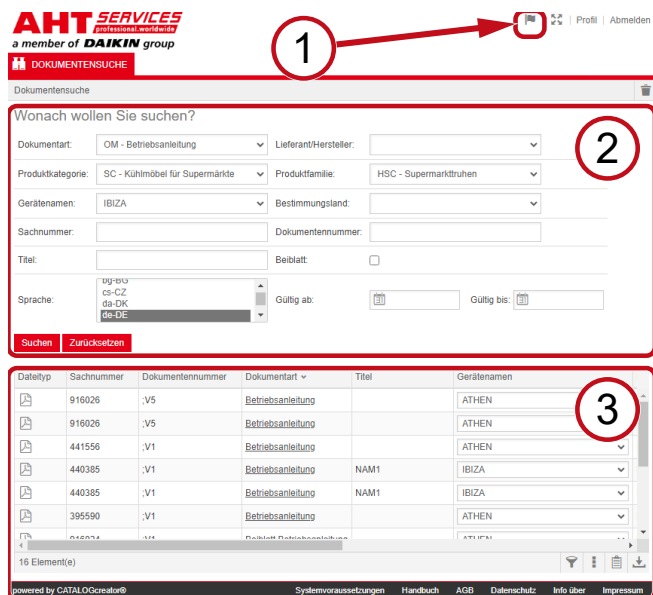 AHT SERVICES
professional.worldwide
a member of DAIKIN group
1
Profil | Abmelden
DOKUMENTENSUCHE
Dokumentensuche
Wonach wollen Sie suchen?
2
Dokumentart: OM - Betriebsanleitung Lieferant/Hersteller:
Produktkategorie: SC - Kühlmöbel für Supermärkte Produktfamilie: HSC - Supermarkttruhen
Gerätenamen: IBIZA Bestimmungsland:
Sachnummer: Dokumentennummer:
Titel: Beiblatt:
bg-BG
cs-CZ
Sprache: da-DK Gültig ab: Gültig bis:
de-DE
Suchen Zurücksetzen
Dateityp Sachnummer Dokumentennummer Dokumentart Titel Gerätenamen
916026 ;V5 Betriebsanleitung ATHEN
3
916026 ;V5 Betriebsanleitung ATHEN
441556 ;V1 Betriebsanleitung ATHEN
440385 ;V1 Betriebsanleitung NAM1 IBIZA
440385 ;V1 Betriebsanleitung NAM1 IBIZA
395590 ;V1 Betriebsanleitung ATHEN
Beiblatt Betriebsanleitung ATHEN
16 Element(e)
powered by CATALOGcreator® Systemvoraussetzungen Handbuch AGB Datenschutz Info über Impressum